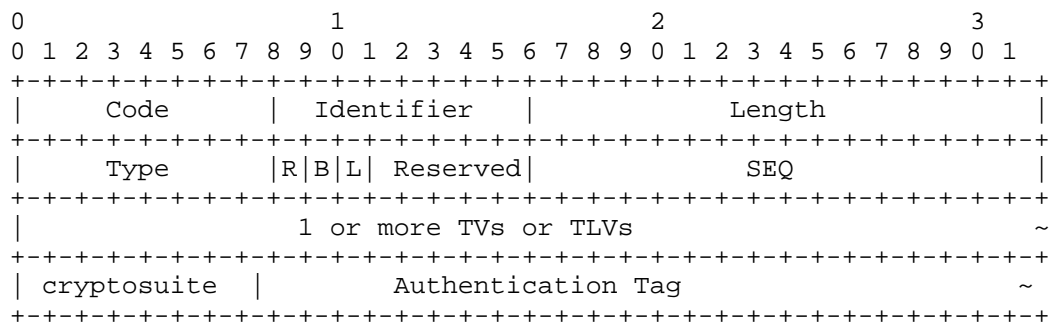 0                   1                   2                   3
0 1 2 3 4 5 6 7 8 9 0 1 2 3 4 5 6 7 8 9 0 1 2 3 4 5 6 7 8 9 0 1
+-+-+-+-+-+-+-+-+-+-+-+-+-+-+-+-+-+-+-+-+-+-+-+-+-+-+-+-+-+-+-+-+
|     Code      |  Identifier   |            Length             |
+-+-+-+-+-+-+-+-+-+-+-+-+-+-+-+-+-+-+-+-+-+-+-+-+-+-+-+-+-+-+-+-+
|     Type      |R|B|L| Reserved|             SEQ               |
+-+-+-+-+-+-+-+-+-+-+-+-+-+-+-+-+-+-+-+-+-+-+-+-+-+-+-+-+-+-+-+-+
|                 1 or more TVs or TLVs                         ~
+-+-+-+-+-+-+-+-+-+-+-+-+-+-+-+-+-+-+-+-+-+-+-+-+-+-+-+-+-+-+-+-+
| cryptosuite  |        Authentication Tag                     ~
+-+-+-+-+-+-+-+-+-+-+-+-+-+-+-+-+-+-+-+-+-+-+-+-+-+-+-+-+-+-+-+-+